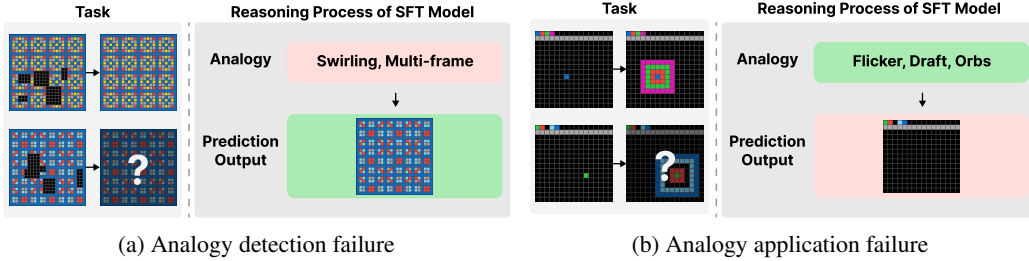 Task
Reasoning Process of SFT Model
Analogy
Swirling, Multi-frame
Prediction
Output
?
(a) Analogy detection failure
Task
Reasoning Process of SFT Model
Analogy
Flicker, Draft, Orbs
Prediction
Output
?
(b) Analogy application failure